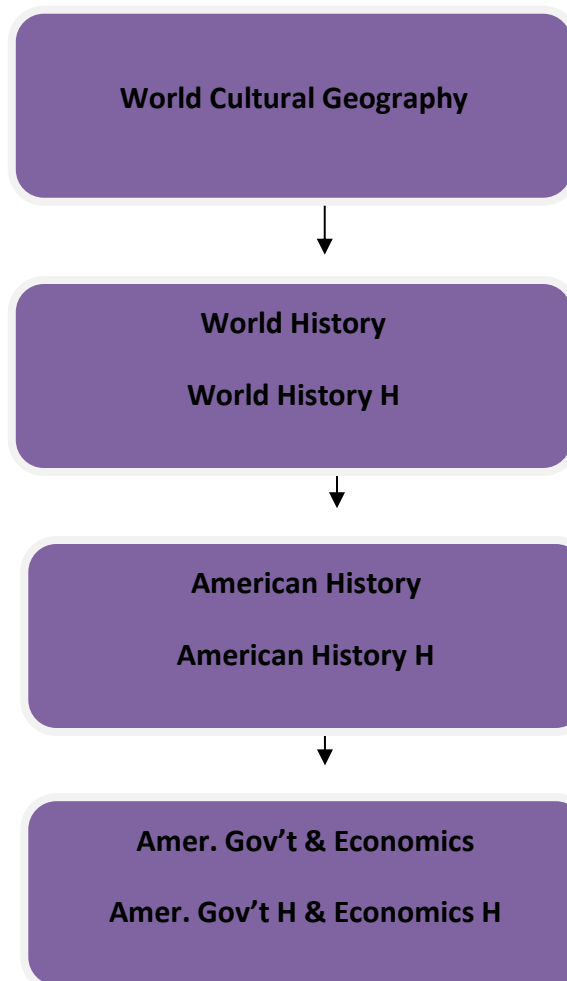 World Cultural Geography
World History
World History H
American History
American History H
Amer. Gov’t & Economics
Amer. Gov’t H & Economics H